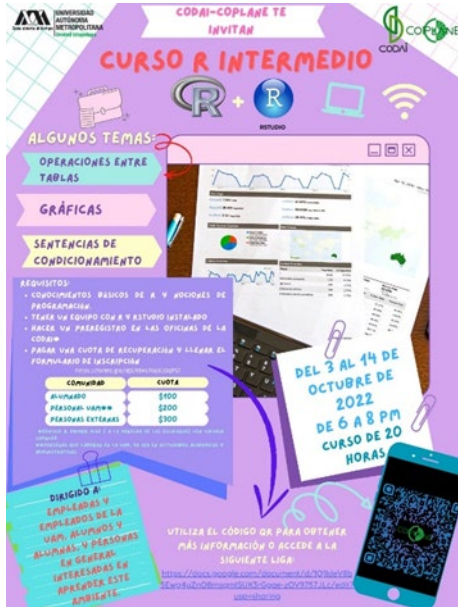 UNIVERSIDAD
AUTÓNOMA
METROPOLITANA
CODAI-COPLANE TE
INVITAN
CODAI
COPLANE
CURSO R INTERMEDIO
R
+
R
RSTUDIO
ALGUNOS TEMAS:
OPERACIONES ENTRE
TABLAS
GRÁFICAS
SENTENCIAS DE
CONDICIONAMIENTO
REQUISITOS:
• CONOCIMIENTOS BÁSICOS DE R Y NOCIONES DE
PROGRAMACIÓN.
• TENER UN EQUIPO CON R Y RSTUDIO INSTALADO
• HACER UN PREREGISTRO EN LAS OFICINAS DE LA
CODAI*
• PAGAR UNA CUOTA DE RECUPERACIÓN Y LLENAR EL
FORMULARIO DE INSCRIPCIÓN
COMUNIDAD CUOTA
ALUMNADO $100
PERSONAL UAM** $200
PERSONAS EXTERNAS $300
DEL 3 AL 14 DE
OCTUBRE DE
2022
DE 6 A 8 PM
CURSO DE 20
HORAS
DIRIGIDO A:
EMPLEADAS Y
EMPLEADOS DE LA
UAM, ALUMNOS Y
ALUMNAS, Y PERSONAS
EN GENERAL
INTERESADAS EN
APRENDER ESTE
AMBIENTE.
UTILIZA EL CÓDIGO QR PARA OBTENER
MÁS INFORMACIÓN O ACCEDE A LA
SIGUIENTE LIGA:
usp=sharing